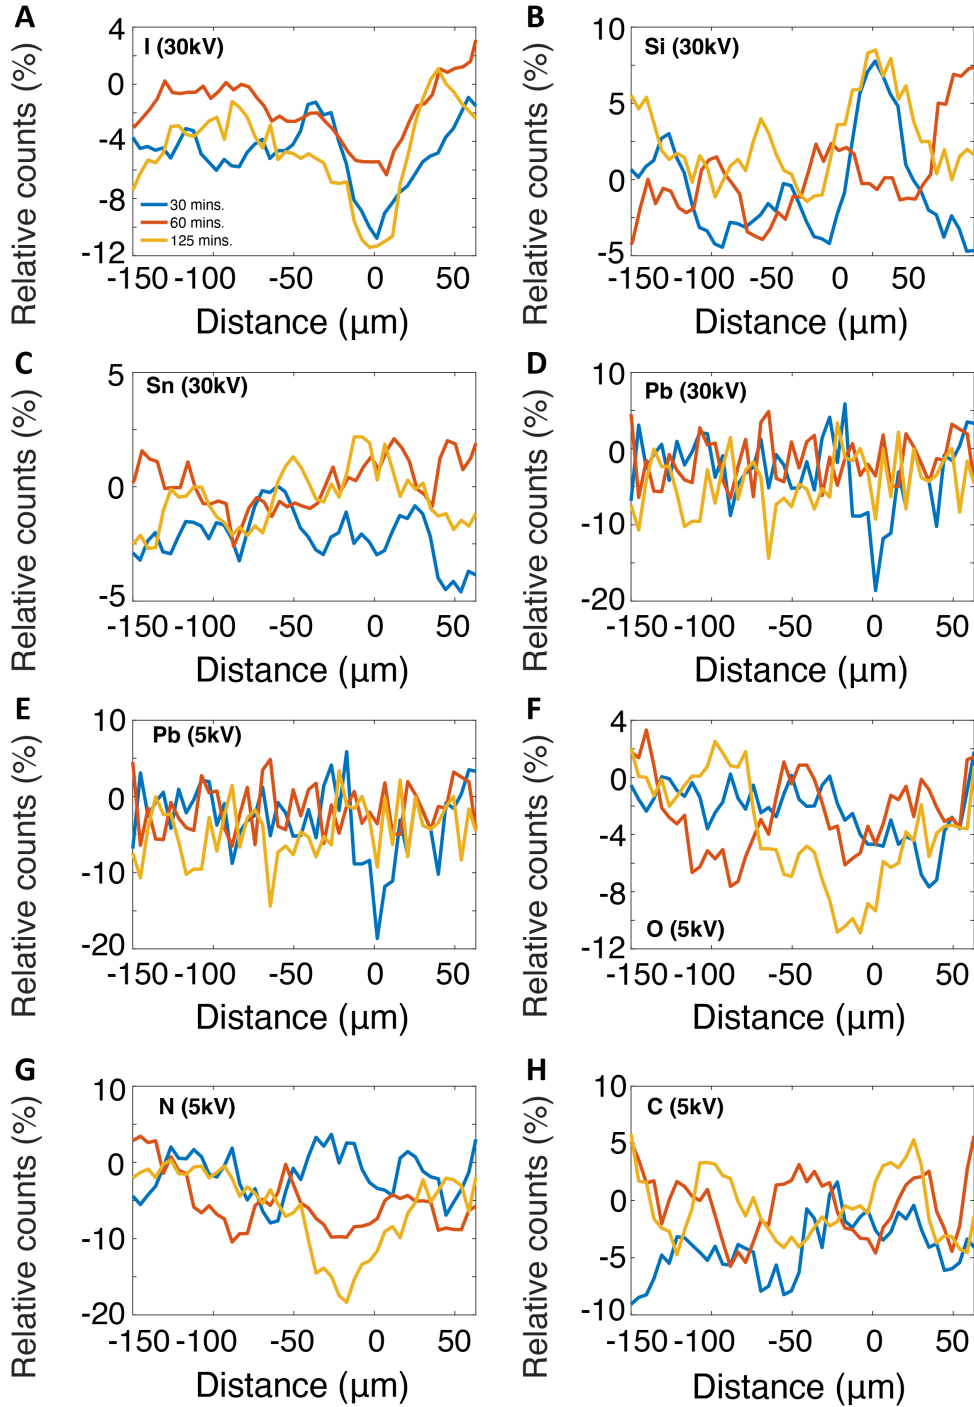 A
I (30kV)
Relative counts (%)
4
0
-4
-8
-12
30 mins.
60 mins.
125 mins.
-150 -100 -50 0 50
Distance (μm)
B
Si (30kV)
Relative counts (%)
10
5
0
-5
-150 -100 -50 0 50
Distance (μm)
C
Sn (30kV)
Relative counts (%)
5
0
-5
-150 -100 -50 0 50
Distance (μm)
D
Pb (30kV)
Relative counts (%)
10
0
-10
-20
-150 -100 -50 0 50
Distance (μm)
E
Pb (5kV)
Relative counts (%)
10
0
-10
-20
-150 -100 -50 0 50
Distance (μm)
F
O (5kV)
Relative counts (%)
4
0
-4
-8
-12
-150 -100 -50 0 50
Distance (μm)
G
N (5kV)
Relative counts (%)
10
0
-10
-20
-150 -100 -50 0 50
Distance (μm)
H
C (5kV)
Relative counts (%)
10
5
0
-5
-10
-150 -100 -50 0 50
Distance (μm)